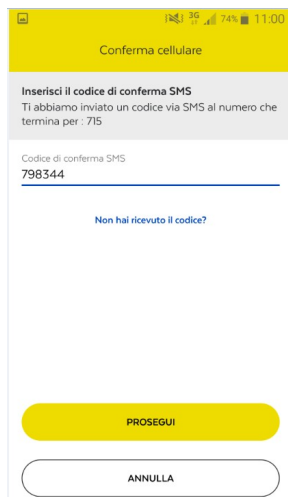 3G 74% 11:00
Conferma cellulare
Inserisci il codice di conferma SMS
Ti abbiamo inviato un codice via SMS al numero che
termina per : 715
Codice di conferma SMS
798344
Non hai ricevuto il codice?
PROSEGUI
ANNULLA